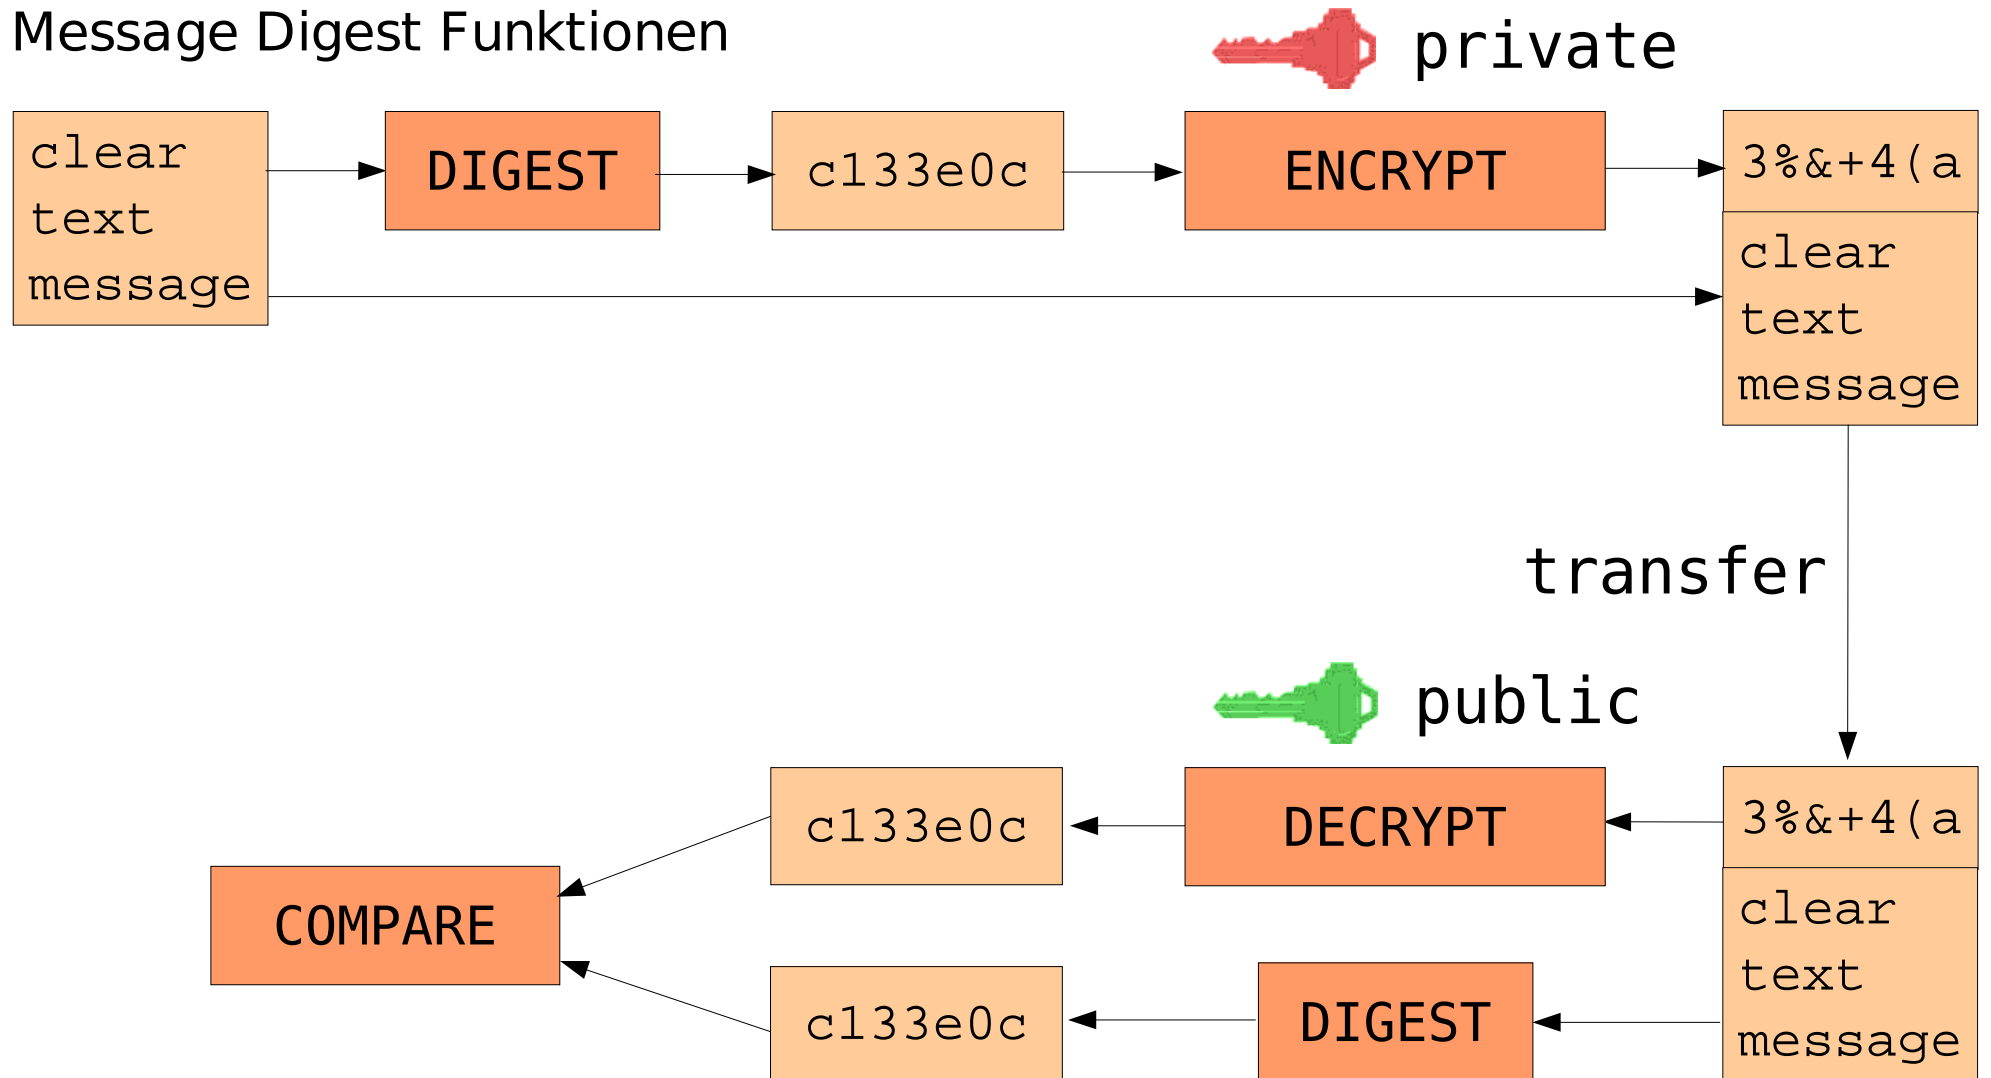 Message Digest Funktionen
private
clear
text
message
DIGEST
c133e0c
ENCRYPT
3%&+4(a
clear
text
message
transfer
public
COMPARE
c133e0c
DECRYPT
3%&+4(a
c133e0c
DIGEST
clear
text
message